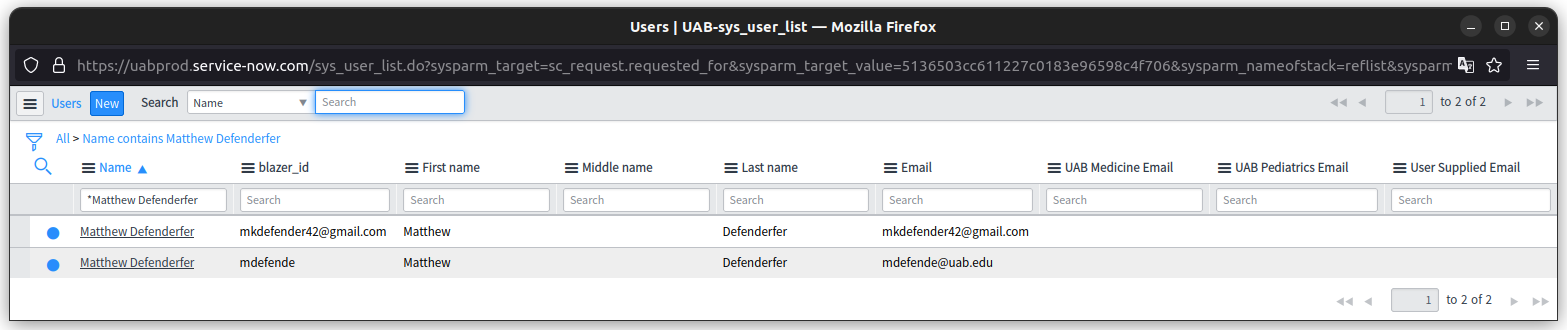 Users | UAB-sys_user_list — Mozilla Firefox
https://uabprod.service-now.com/sys_user_list.do?sysparm_target=sc_request.requested_for&sysparm_target_value=5136503cc611227c0183e96598c4f706&sysparm_nameofstack=reflist&sysparm
Users New Search Name Search 1 to 2 of 2
All > Name contains Matthew Defenderfer
Name blazer_id First name Middle name Last name Email UAB Medicine Email UAB Pediatrics Email User Supplied Email
*Matthew Defenderfer Search Search Search Search Search Search Search Search
Matthew Defenderfer mkdefender42@gmail.com Matthew Defenderfer mkdefender42@gmail.com
Matthew Defenderfer mdefende Matthew Defenderfer mdefende@uab.edu
1 to 2 of 2